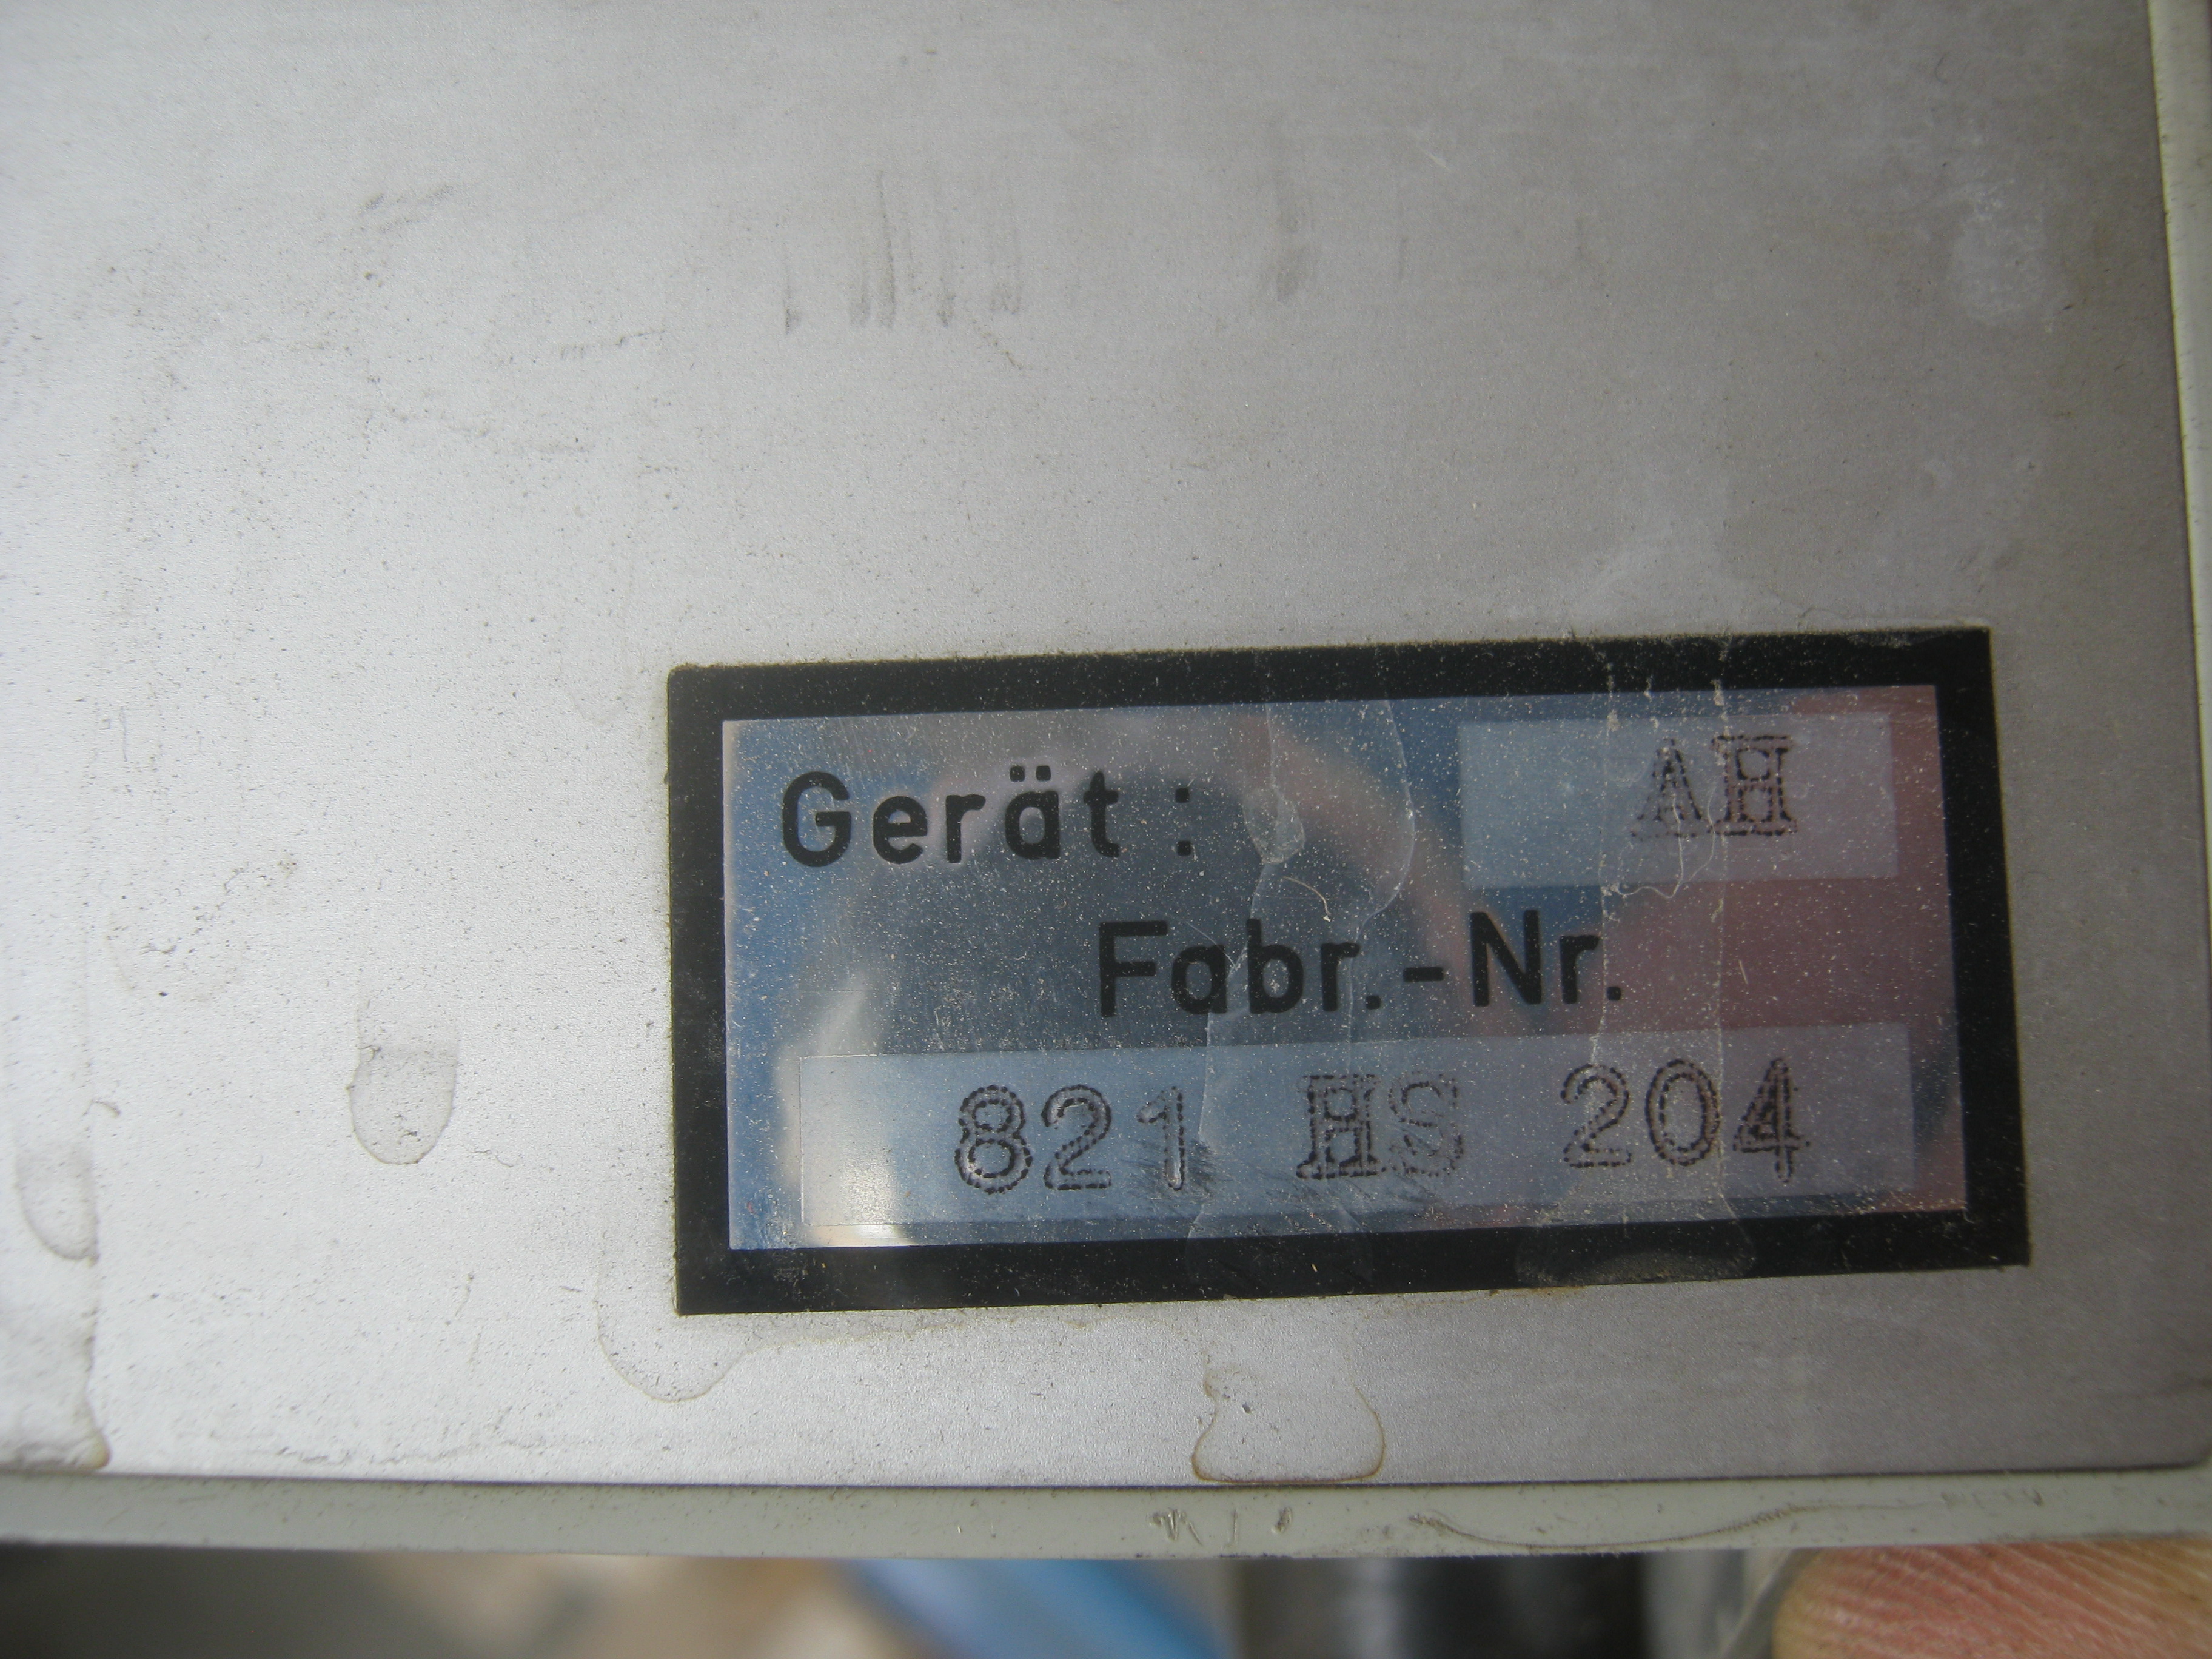 Gerät : AH
Fabr.-Nr.
821 HS 204